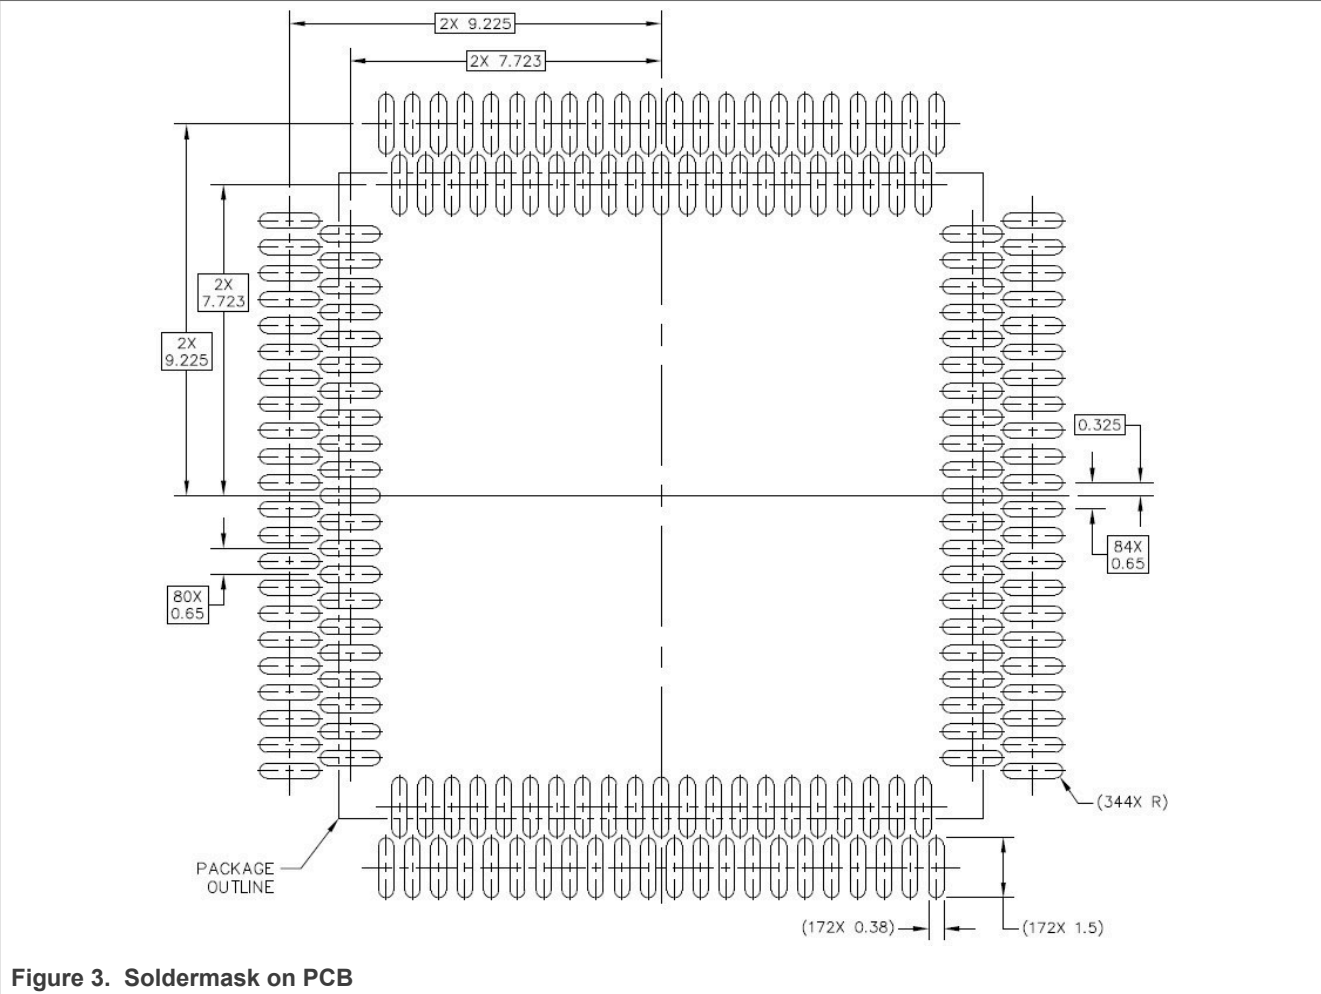 2X 9.225
2X 7.723
2X
7.723
2X
9.225
0.325
84X
0.65
80X
0.65
(344X R)
PACKAGE
OUTLINE
(172X 0.38)
(172X 1.5)
Figure 3. Soldermask on PCB